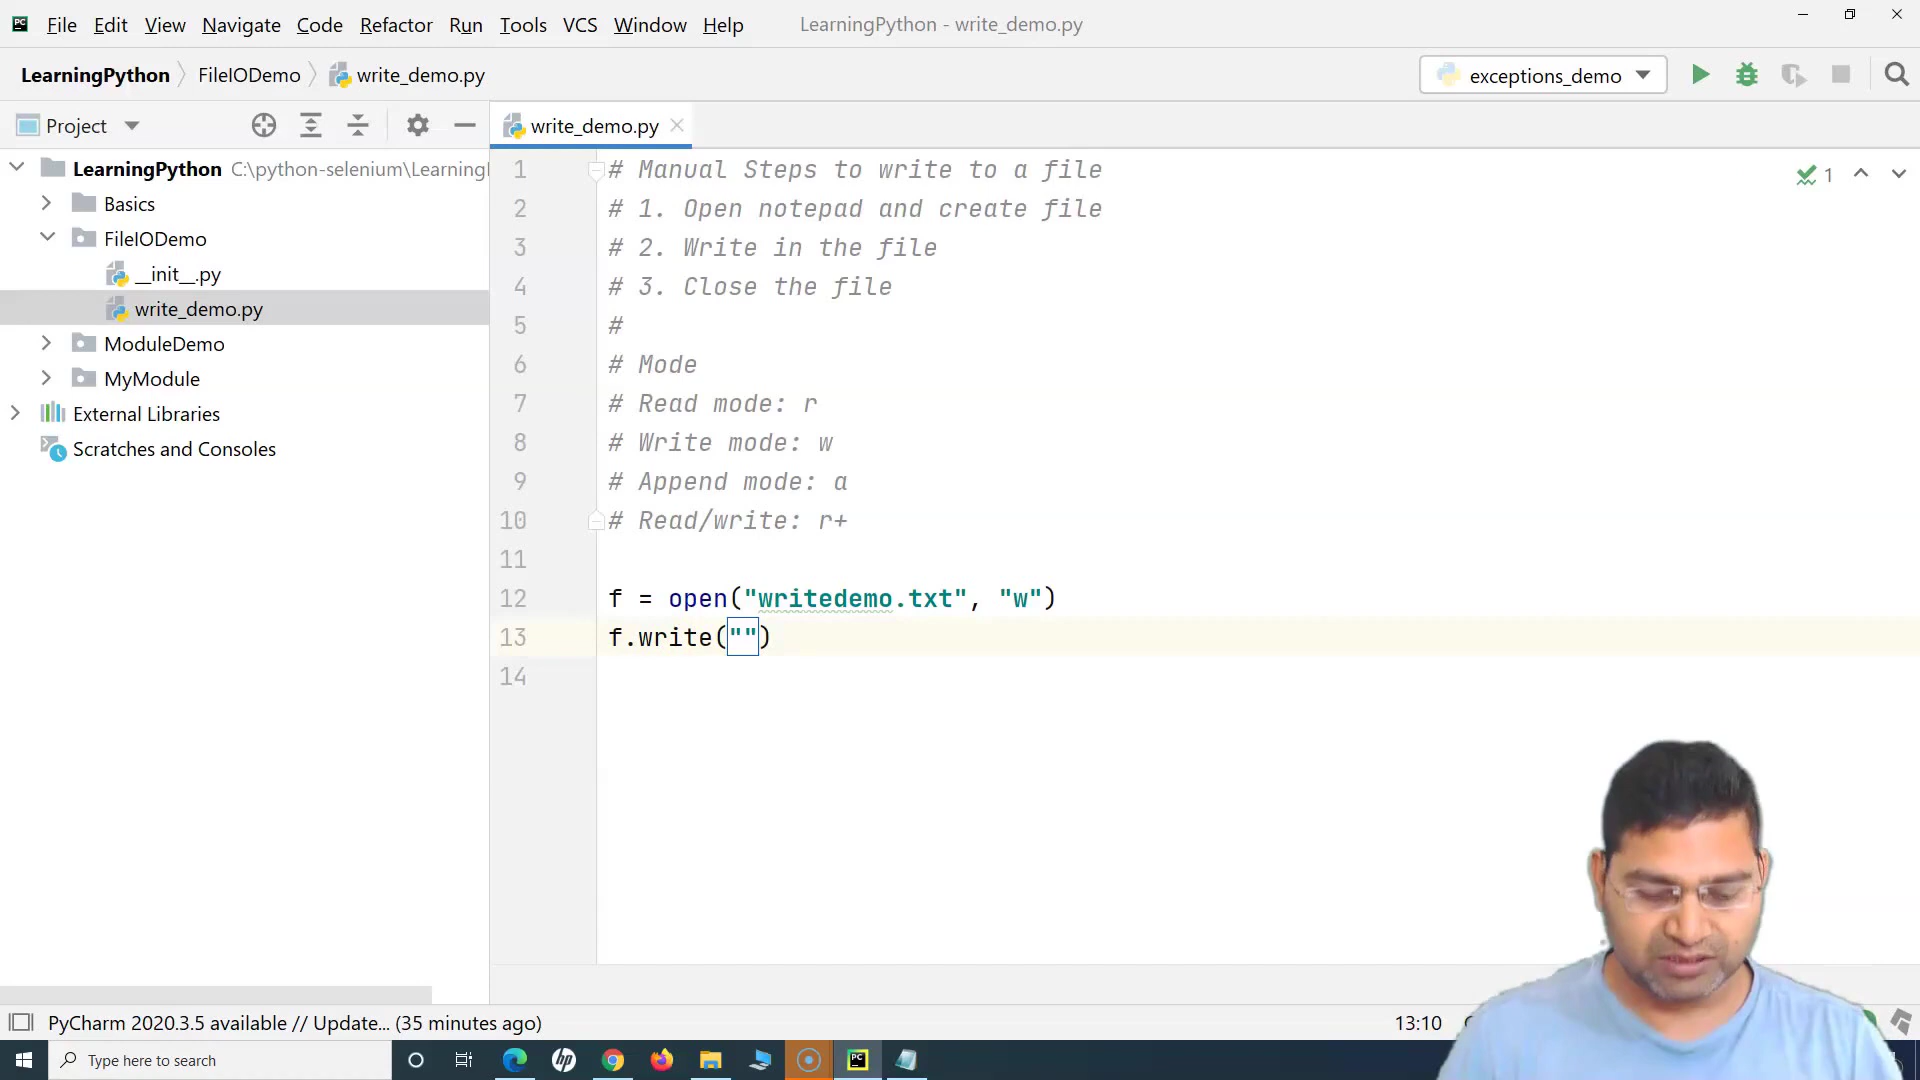 File Edit View Navigate Code Refactor Run Tools VCS Window Help LearningPython - write_demo.py
LearningPython FileIODemo write_demo.py exceptions_demo
Project
write_demo.py
LearningPython C:\python-selenium\Learningl
Basics
FileIODemo
__init__.py
write_demo.py
ModuleDemo
MyModule
External Libraries
Scratches and Consoles
1 # Manual Steps to write to a file
2 # 1. Open notepad and create file
3 # 2. Write in the file
4 # 3. Close the file
5 #
6 # Mode
7 # Read mode: r
8 # Write mode: w
9 # Append mode: a
10 # Read/write: r+
11
12 f = open("writedemo.txt", "w")
13 f.write("")
14
1
PyCharm 2020.3.5 available // Update... (35 minutes ago) 13:10
Type here to search
hp
PC